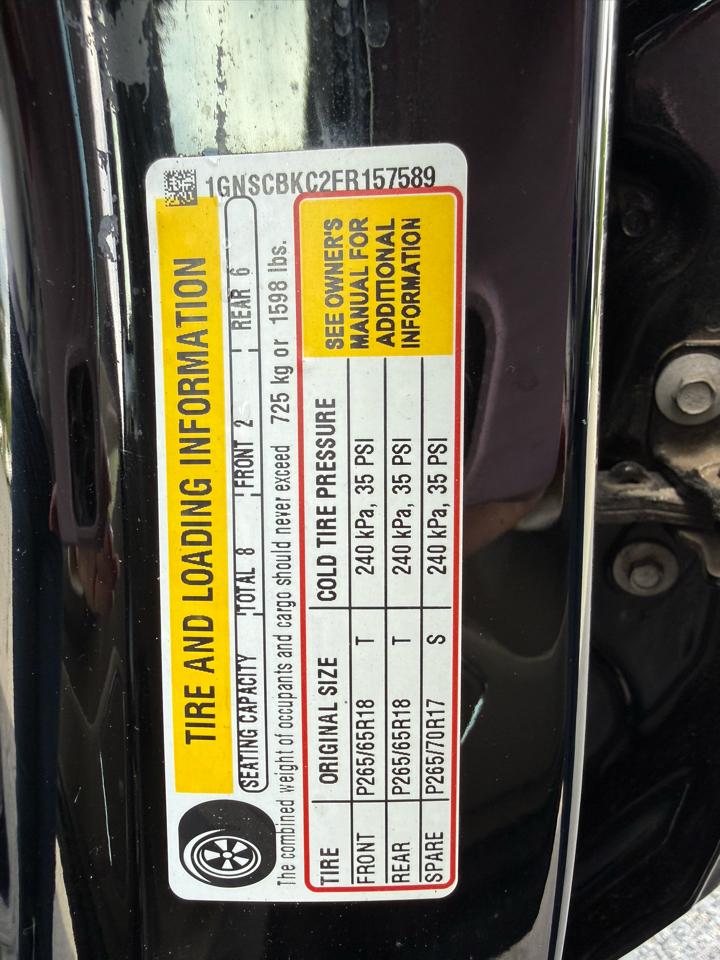 1GNSCBKC2FR157589
TIRE AND LOADING INFORMATION
SEATING CAPACITY TOTAL 8 FRONT 2 REAR 6
The combined weight of occupants and cargo should never exceed 725 kg or 1598 lbs.
TIRE ORIGINAL SIZE COLD TIRE PRESSURE
FRONT P265/65R18 T 240 kPa, 35 PSI
REAR P265/65R18 T 240 kPa, 35 PSI
SPARE P265/70R17 S 240 kPa, 35 PSI
SEE OWNER'S
MANUAL FOR
ADDITIONAL
INFORMATION